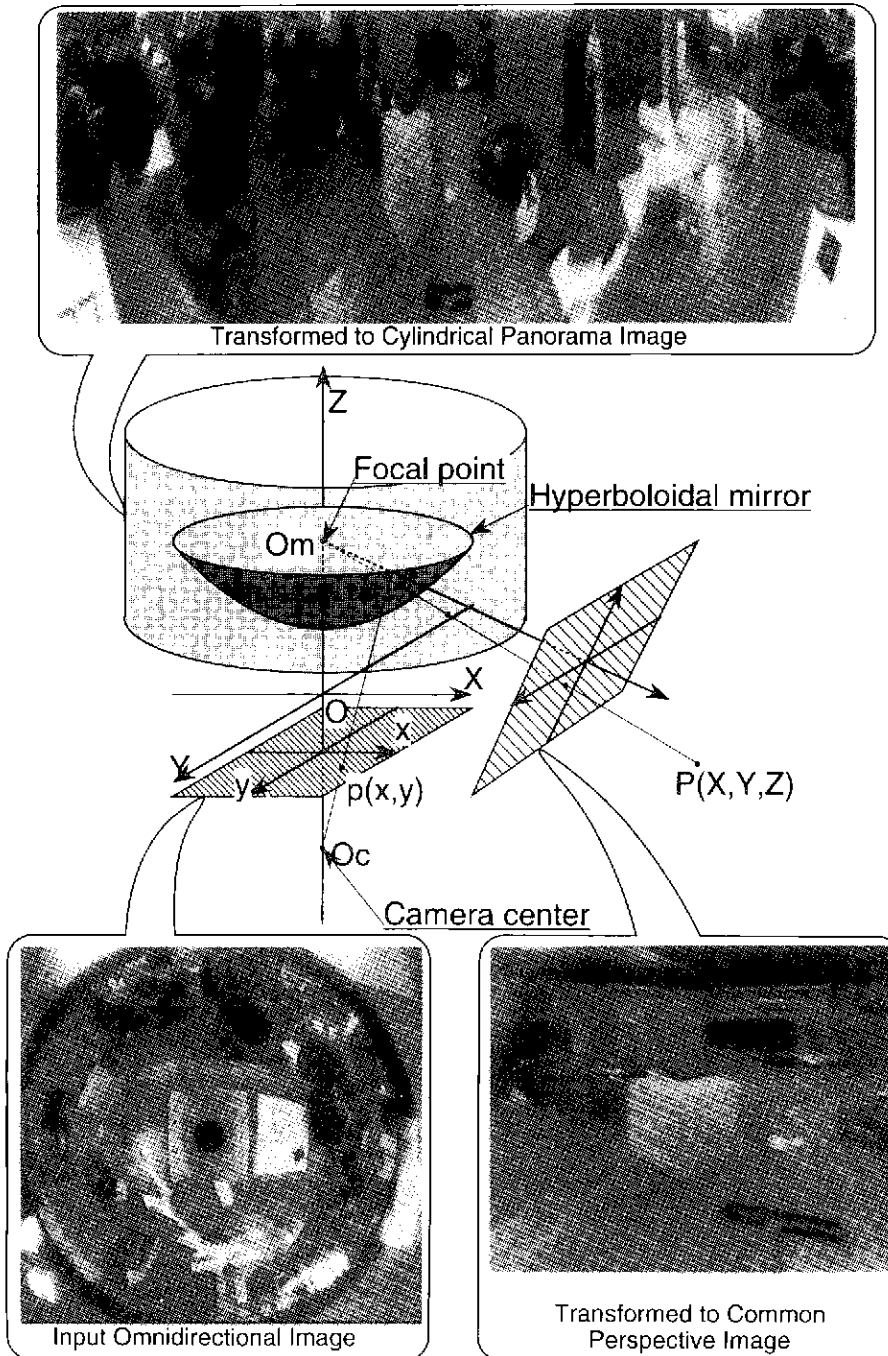 Transformed to Cylindrical Panorama Image
Z
Focal point
Hyperboloidal mirror
Om
X
O
x
Y
y
p(x,y)
P(X,Y,Z)
Oc
Camera center
Input Omnidirectional Image
Transformed to Common
Perspective Image